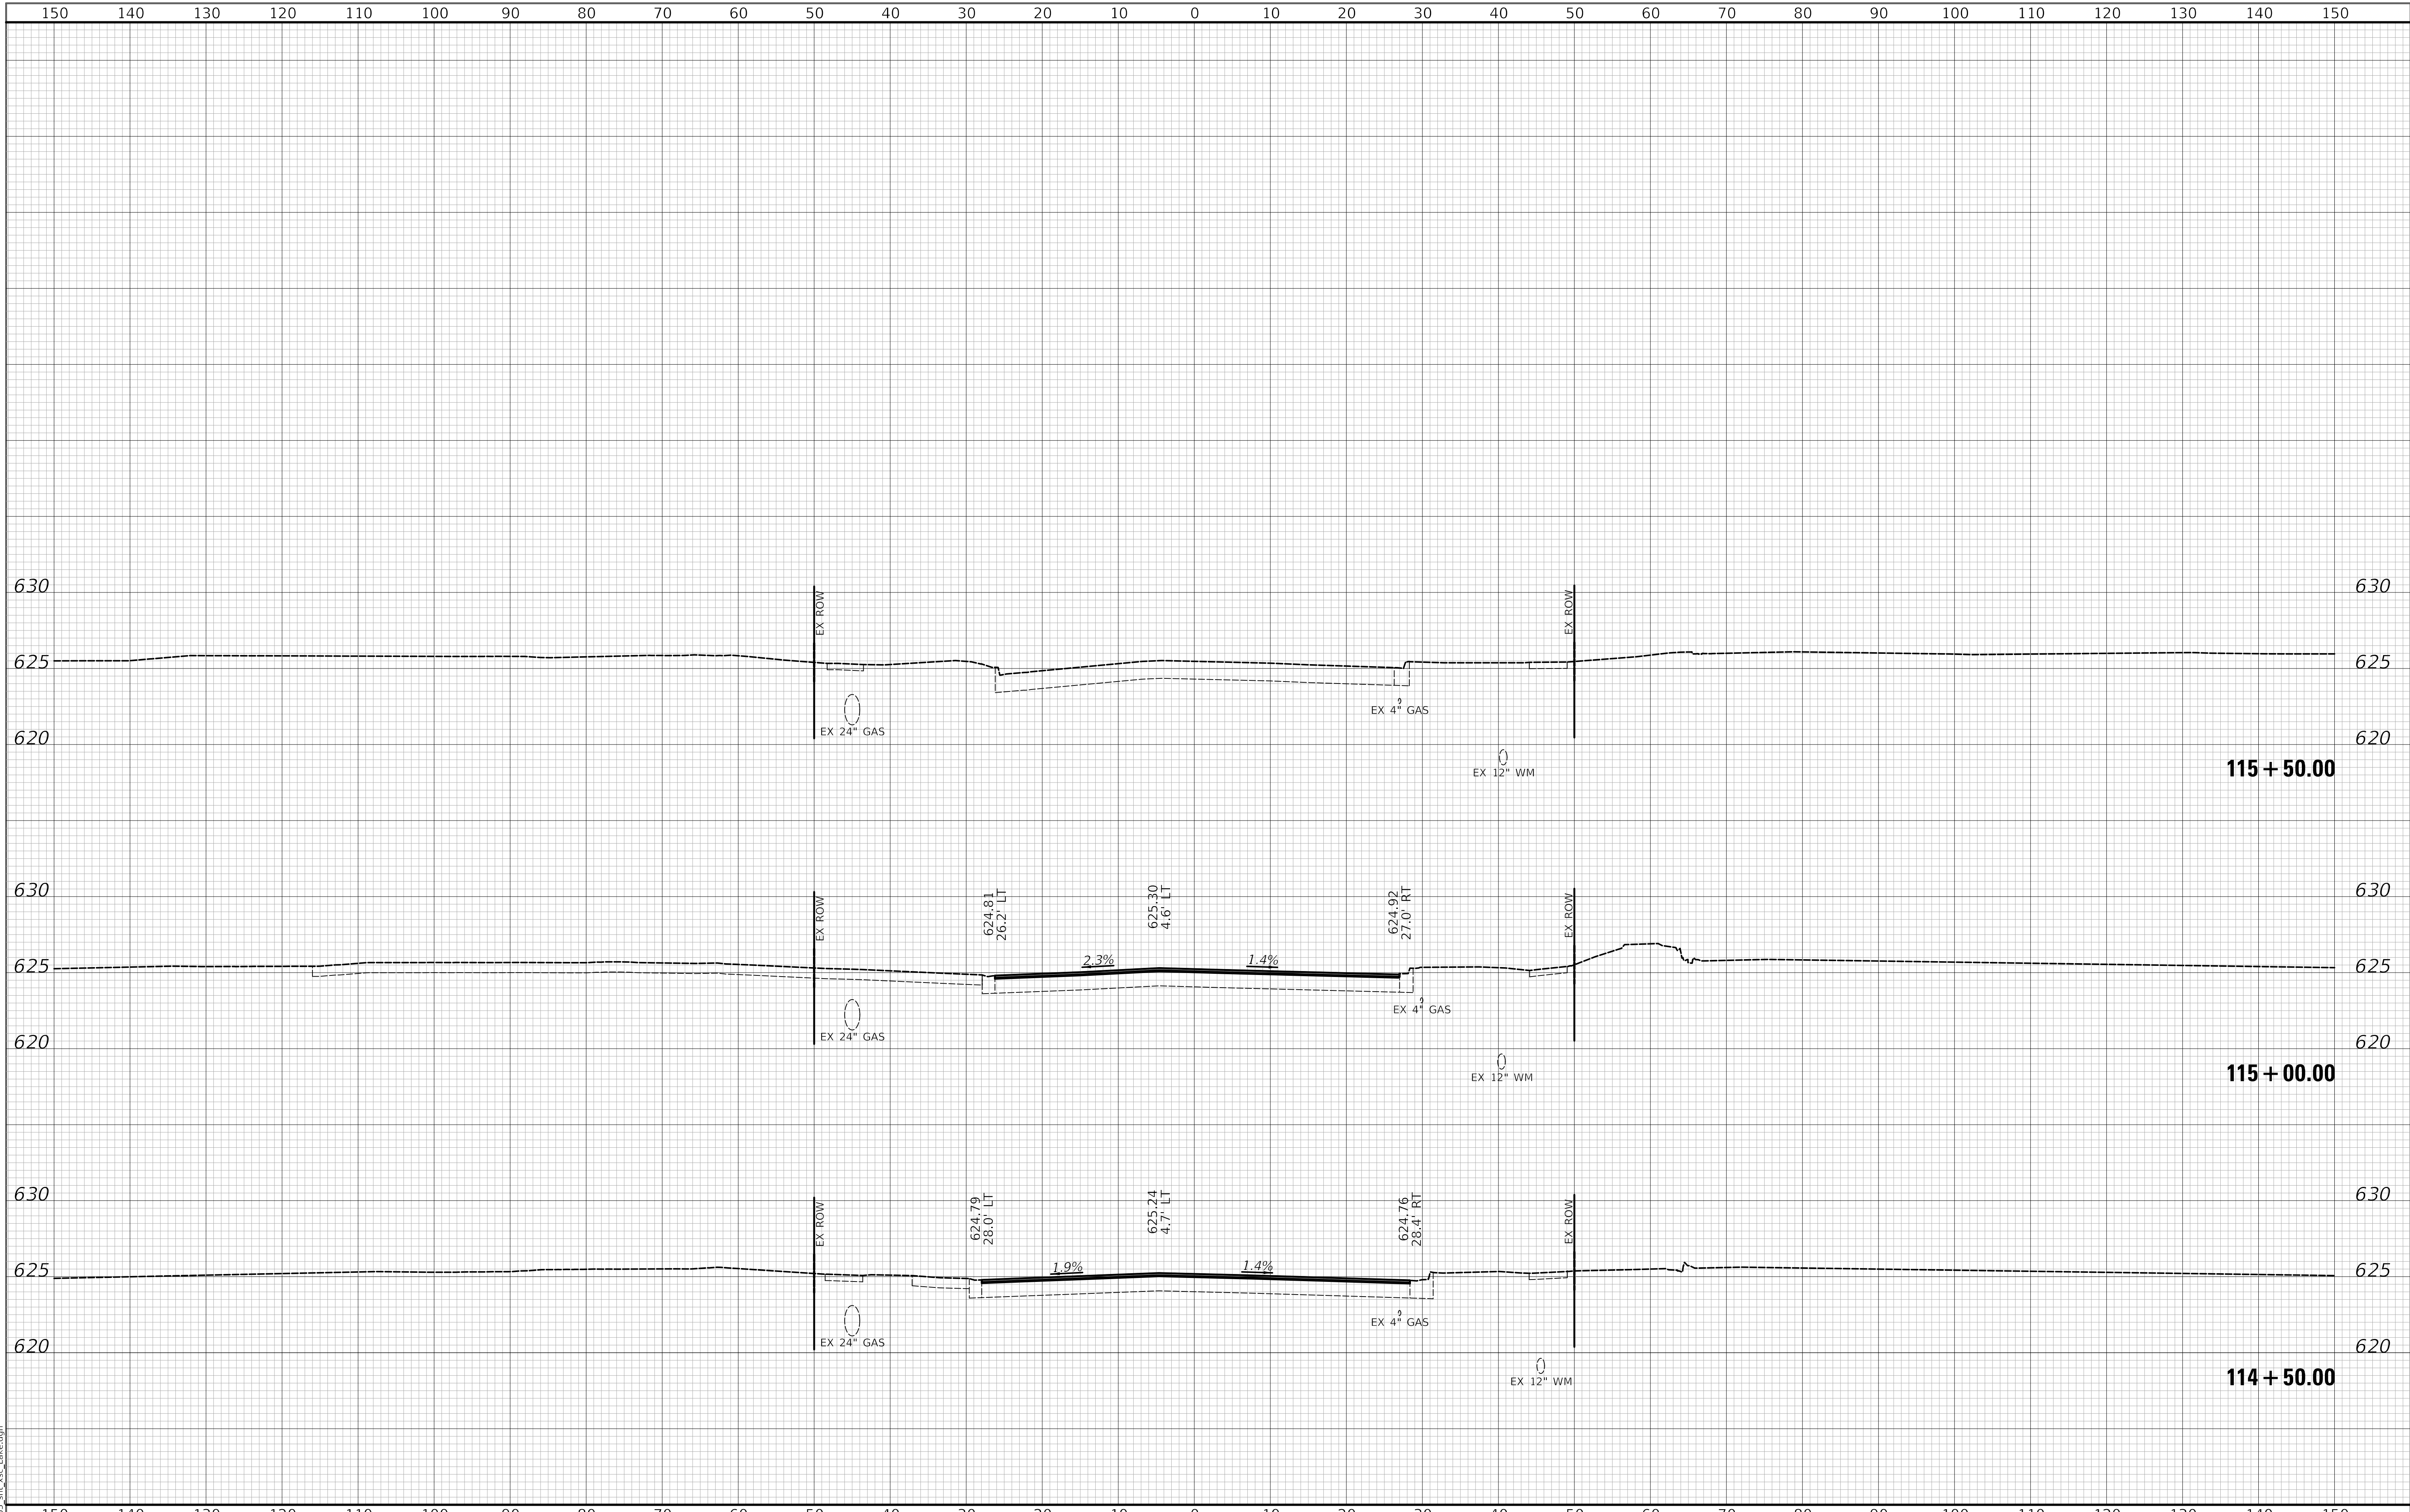 150 140 130 120 110 100 90 80 70 60 50 40 30 20 10 0 10 20 30 40 50 60 70 80 90 100 110 120 130 140 150
630 EX ROW EX ROW 630
625 625
EX 4" GAS
EX 24" GAS
620 620
EX 12" WM
115+50.00
630 EX ROW 624.81 26.2' LT 625.30 4.6' LT 624.92 27.0' RT EX ROW 630
2.3% 1.4%
625 625
EX 4" GAS
EX 24" GAS
620 620
EX 12" WM
115+00.00
630 EX ROW 624.79 28.0' LT 625.24 4.7' LT 624.76 28.4' RT EX ROW 630
1.9% 1.4%
625 625
EX 4" GAS
EX 24" GAS
620 620
EX 12" WM
114+50.00